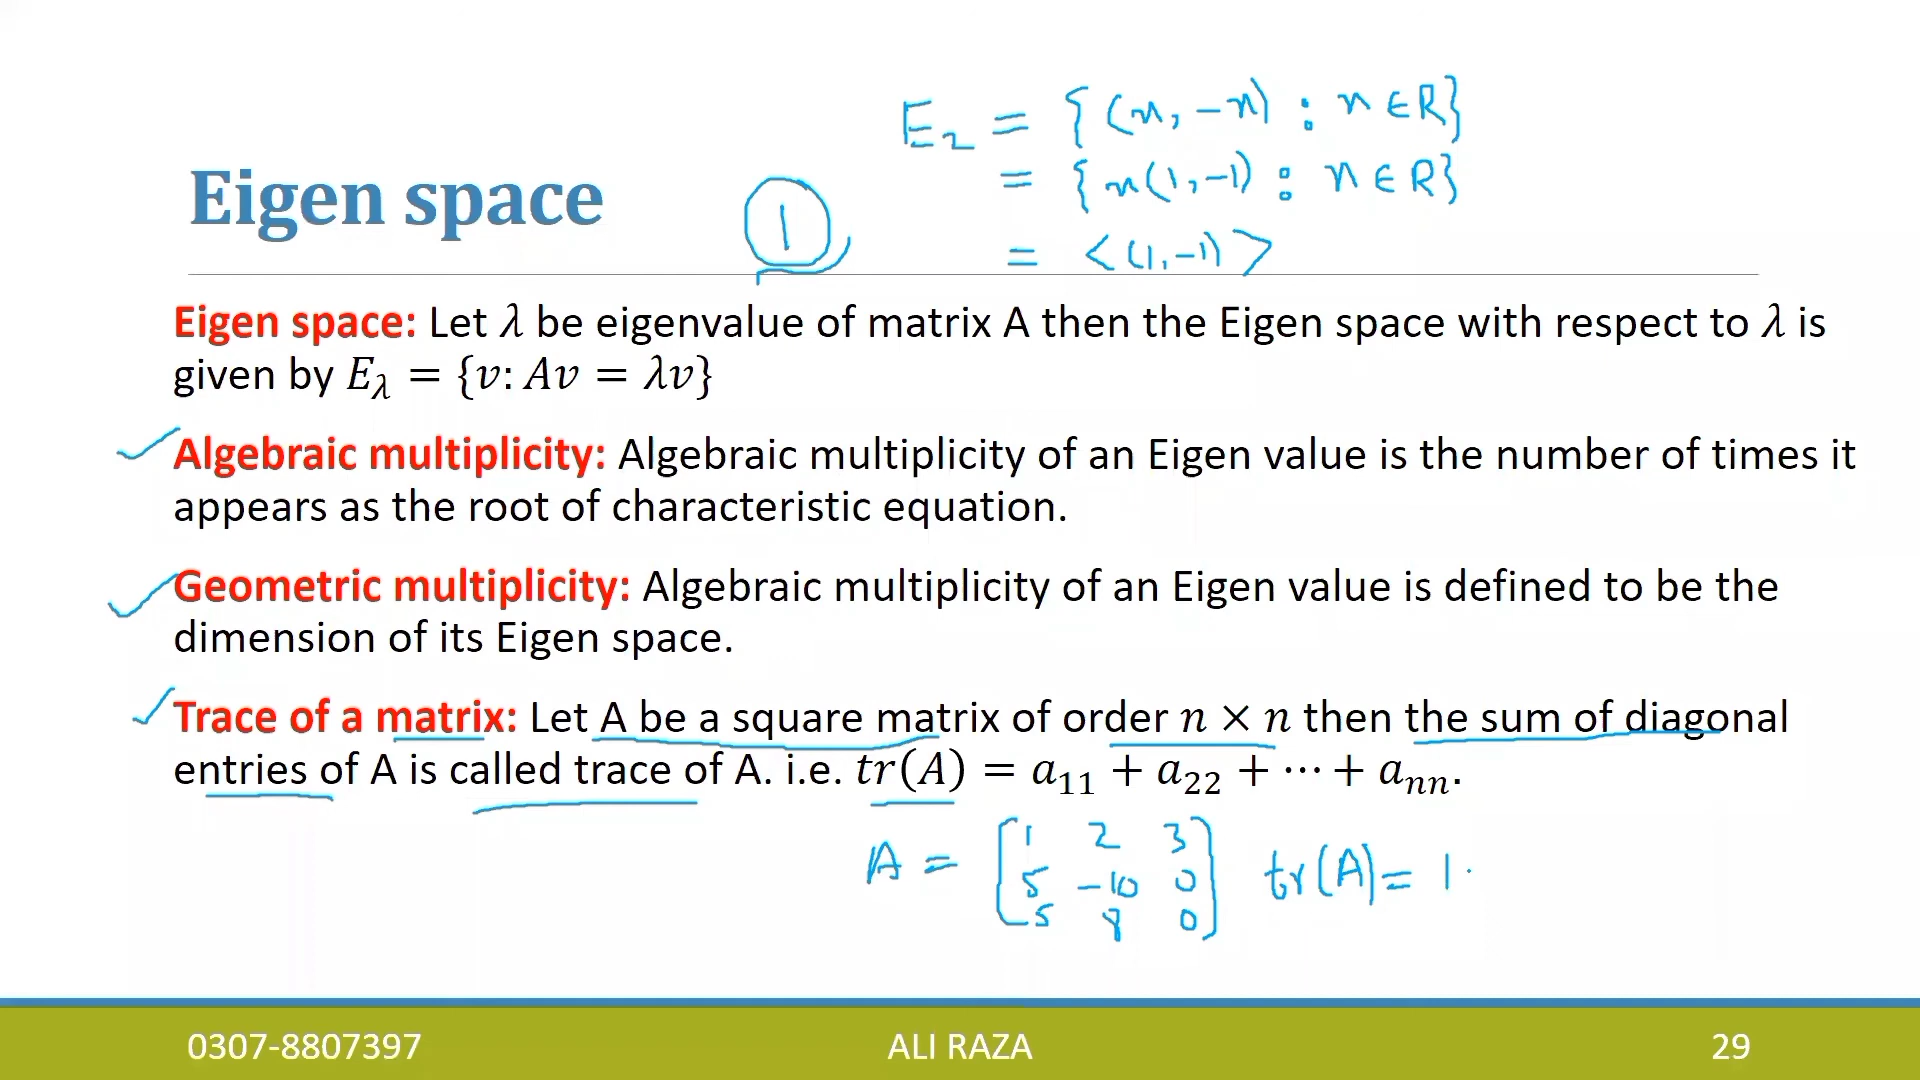 E₂ = {(x, -x) : x ∈ R}
= {x(1, -1) : x ∈ R}
Eigen space
1
= <(1, -1)>
Eigen space: Let λ be eigenvalue of matrix A then the Eigen space with respect to λ is
given by E_λ = {v: Av = λv}
Algebraic multiplicity: Algebraic multiplicity of an Eigen value is the number of times it
appears as the root of characteristic equation.
Geometric multiplicity: Algebraic multiplicity of an Eigen value is defined to be the
dimension of its Eigen space.
Trace of a matrix: Let A be a square matrix of order n × n then the sum of diagonal
entries of A is called trace of A. i.e. tr(A) = a₁₁ + a₂₂ + ⋯ + aₙₙ.
1 2 3
A = 5 -10 0 tr(A) = 1
5 8 0
0307-8807397 ALI RAZA 29